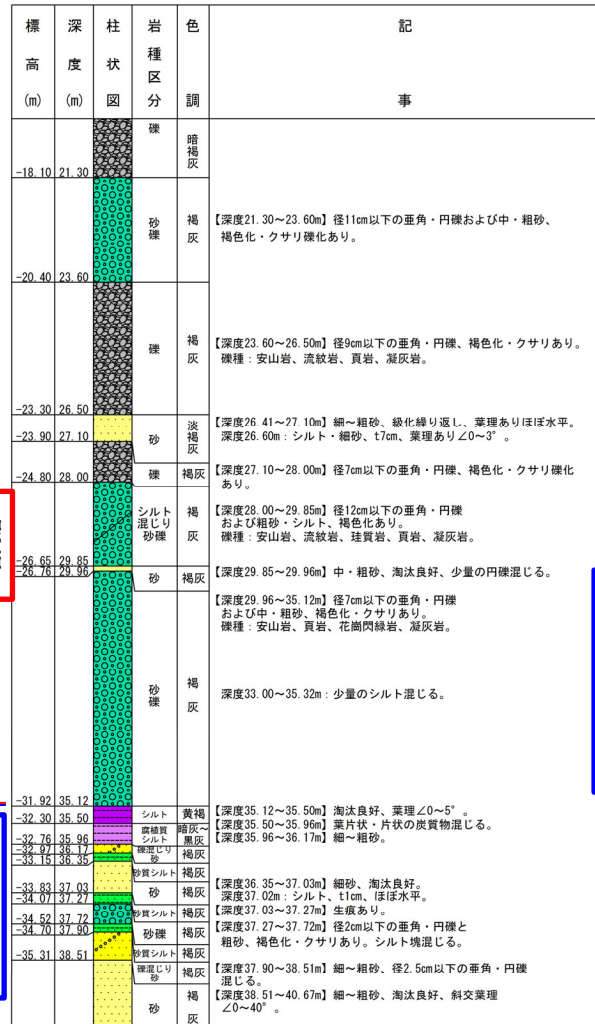 標高(m) 深度(m) 柱状図 岩種区分 色調 記事
礫 暗褐灰
-18.10 21.30
砂礫 褐灰 【深度21.30～23.60m】径11cm以下の亜角・円礫および中・粗砂、
褐色化・クサリ礫化あり。
-20.40 23.60
礫 褐灰 【深度23.60～26.50m】径9cm以下の亜角・円礫、褐色化・クサリあり。
礫種：安山岩、流紋岩、頁岩、凝灰岩。
-23.30 26.50
砂 淡褐灰 【深度26.41～27.10m】細～粗砂、級化繰り返し、葉理ありほぼ水平。
深度26.60m：シルト・細砂、t7cm、葉理あり∠0～3°。
-23.90 27.10
礫 褐灰 【深度27.10～28.00m】径7cm以下の亜角・円礫、褐色化・クサリ礫化
あり。
-24.80 28.00
シルト混じり砂礫 褐灰 【深度28.00～29.85m】径12cm以下の亜角・円礫
および粗砂・シルト、褐色化あり。
礫種：安山岩、流紋岩、珪質岩、頁岩、凝灰岩。
-26.65 29.85
-26.76 29.96
砂 褐灰 【深度29.85～29.96m】中・粗砂、淘汰良好、少量の円礫混じる。
【深度29.96～35.12m】径7cm以下の亜角・円礫
および中・粗砂、褐色化・クサリあり。
礫種：安山岩、頁岩、花崗閃緑岩、凝灰岩。
砂礫 褐灰 深度33.00～35.32m：少量のシルト混じる。
-31.92 35.12
シルト 黄褐 【深度35.12～35.50m】淘汰良好、葉理∠0～5°。
-32.30 35.50
腐植質シルト 暗灰～黒灰 【深度35.50～35.96m】葉片状・片状の炭質物混じる。
-32.76 35.96
礫混じり砂 褐灰 【深度35.96～36.17m】細～粗砂。
-32.97 36.17
-33.15 36.35
砂質シルト 褐灰
砂 褐灰 【深度36.35～37.03m】細砂、淘汰良好。
深度37.02m：シルト、t1cm、ほぼ水平。
-33.83 37.03
-34.07 37.27
砂質シルト 褐灰 【深度37.03～37.27m】生痕あり。
-34.52 37.72
砂礫 褐灰 【深度37.27～37.72m】径2cm以下の亜角・円礫と
粗砂、褐色化・クサリあり。シルト塊混じる。
-34.70 37.90
砂質シルト 褐灰
-35.31 38.51
礫混じり砂 褐灰 【深度37.90～38.51m】細～粗砂、径2.5cm以下の亜角・円礫
混じる。
砂 褐灰 【深度38.51～40.67m】細～粗砂、淘汰良好、斜交葉理
∠0～40°。